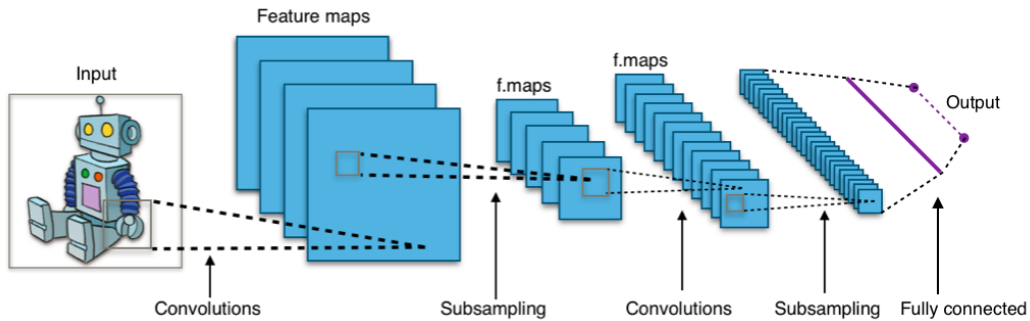 Feature maps
Input
f.maps
f.maps
Output
Convolutions
Subsampling
Convolutions
Subsampling
Fully connected